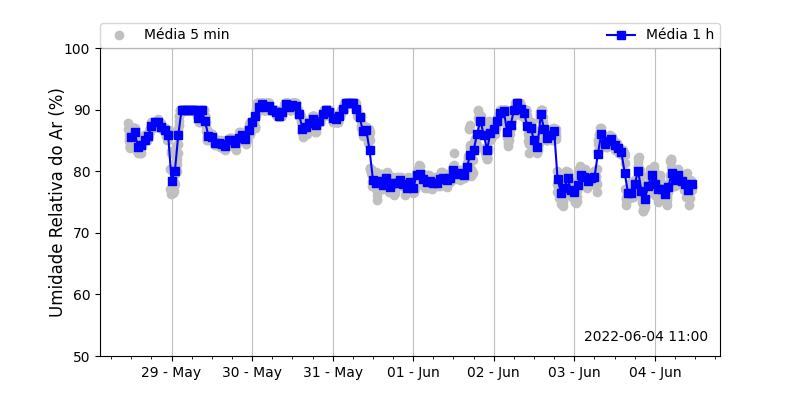 Média 5 min
Média 1 h
Umidade Relativa do Ar (%)
100
90
80
70
60
50
2022-06-04 11:00
29 - May
30 - May
31 - May
01 - Jun
02 - Jun
03 - Jun
04 - Jun